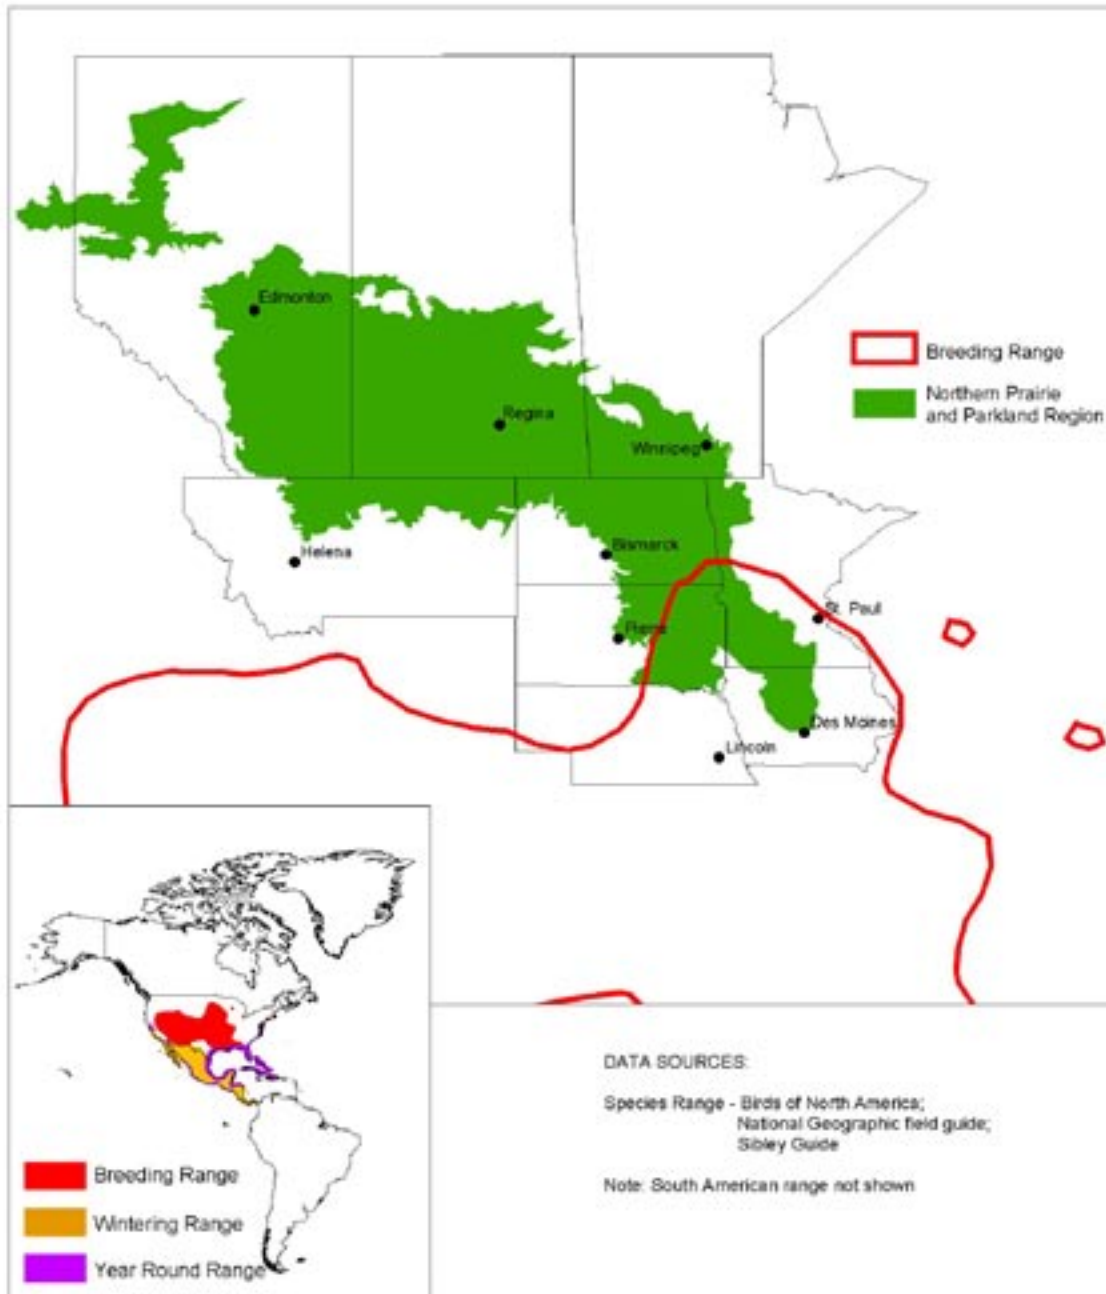 Edmonton
Regina
Winnipeg
Helena
Bismarck
St. Paul
Pierre
Des Moines
Lincoln
Breeding Range
Northern Prairie
and Parkland Region
Breeding Range
Wintering Range
Year Round Range
DATA SOURCES:
Species Range - Birds of North America;
National Geographic field guide;
Sibley Guide
Note: South American range not shown